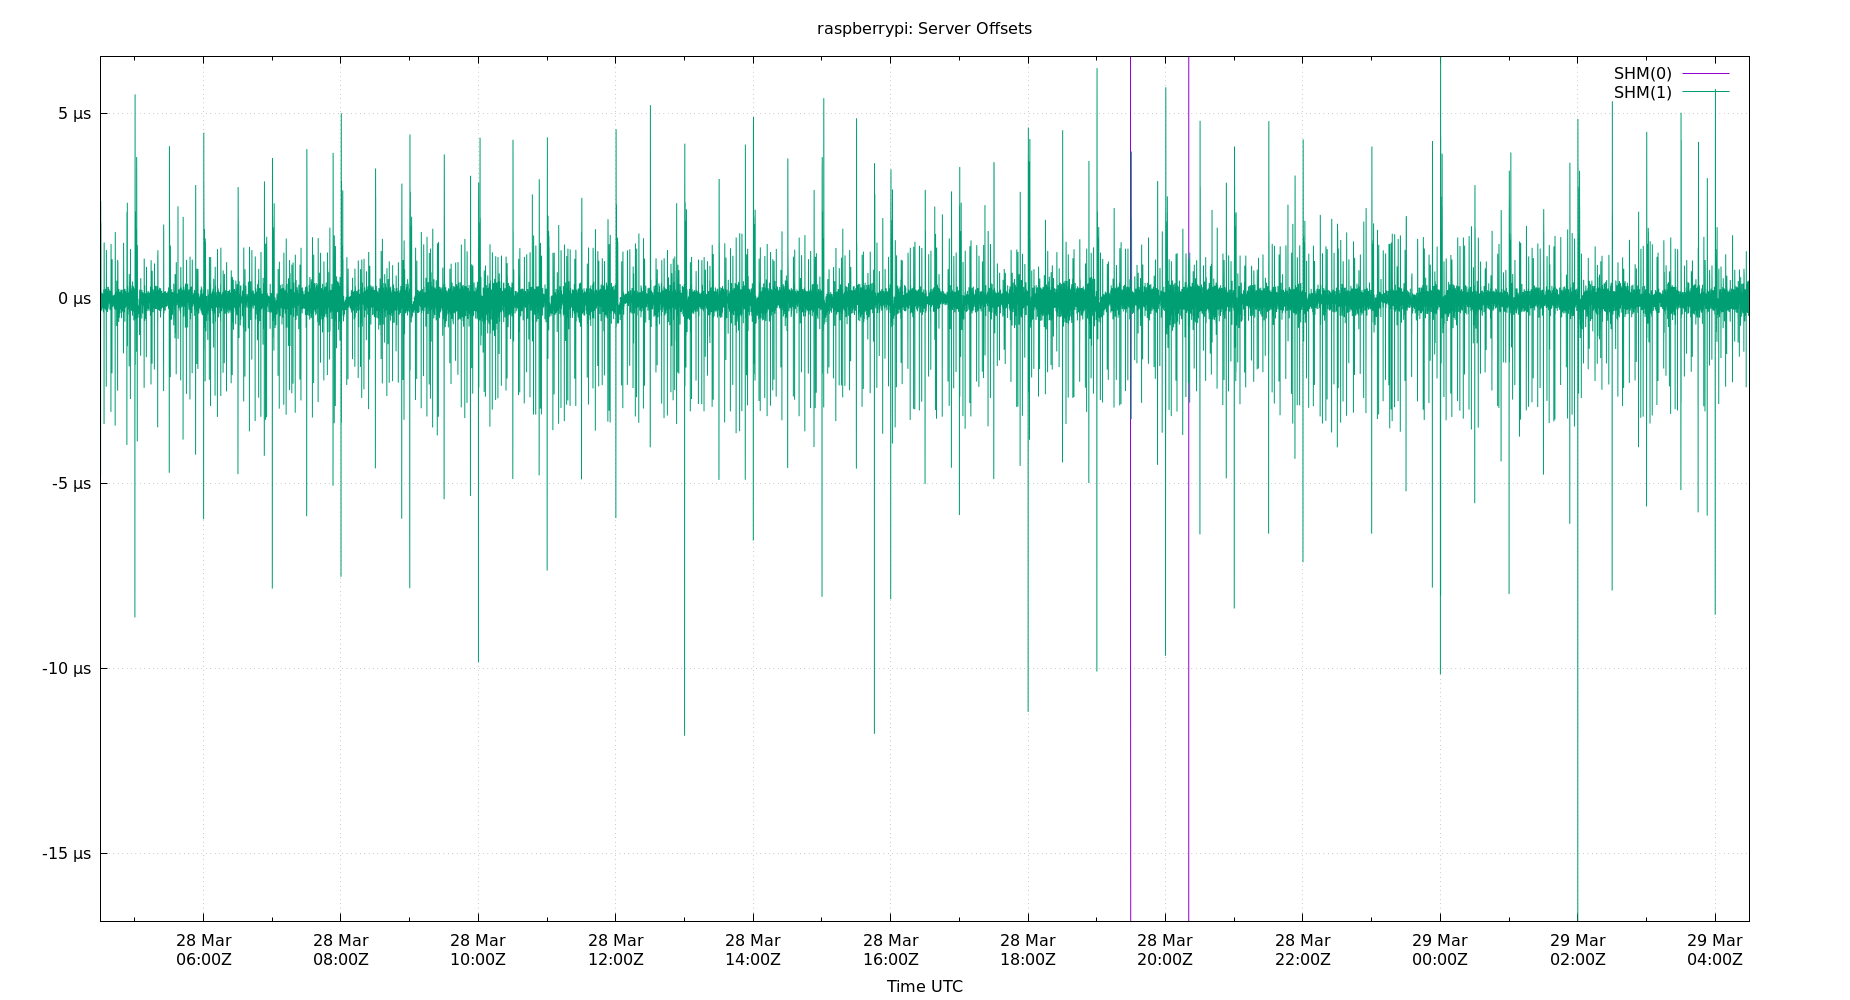 raspberrypi: Server Offsets
SHM(0)
SHM(1)
5 µs
0 µs
-5 µs
-10 µs
-15 µs
28 Mar 28 Mar 28 Mar 28 Mar 28 Mar 28 Mar 28 Mar 28 Mar 28 Mar 29 Mar 29 Mar 29 Mar
06:00Z 08:00Z 10:00Z 12:00Z 14:00Z 16:00Z 18:00Z 20:00Z 22:00Z 00:00Z 02:00Z 04:00Z
Time UTC